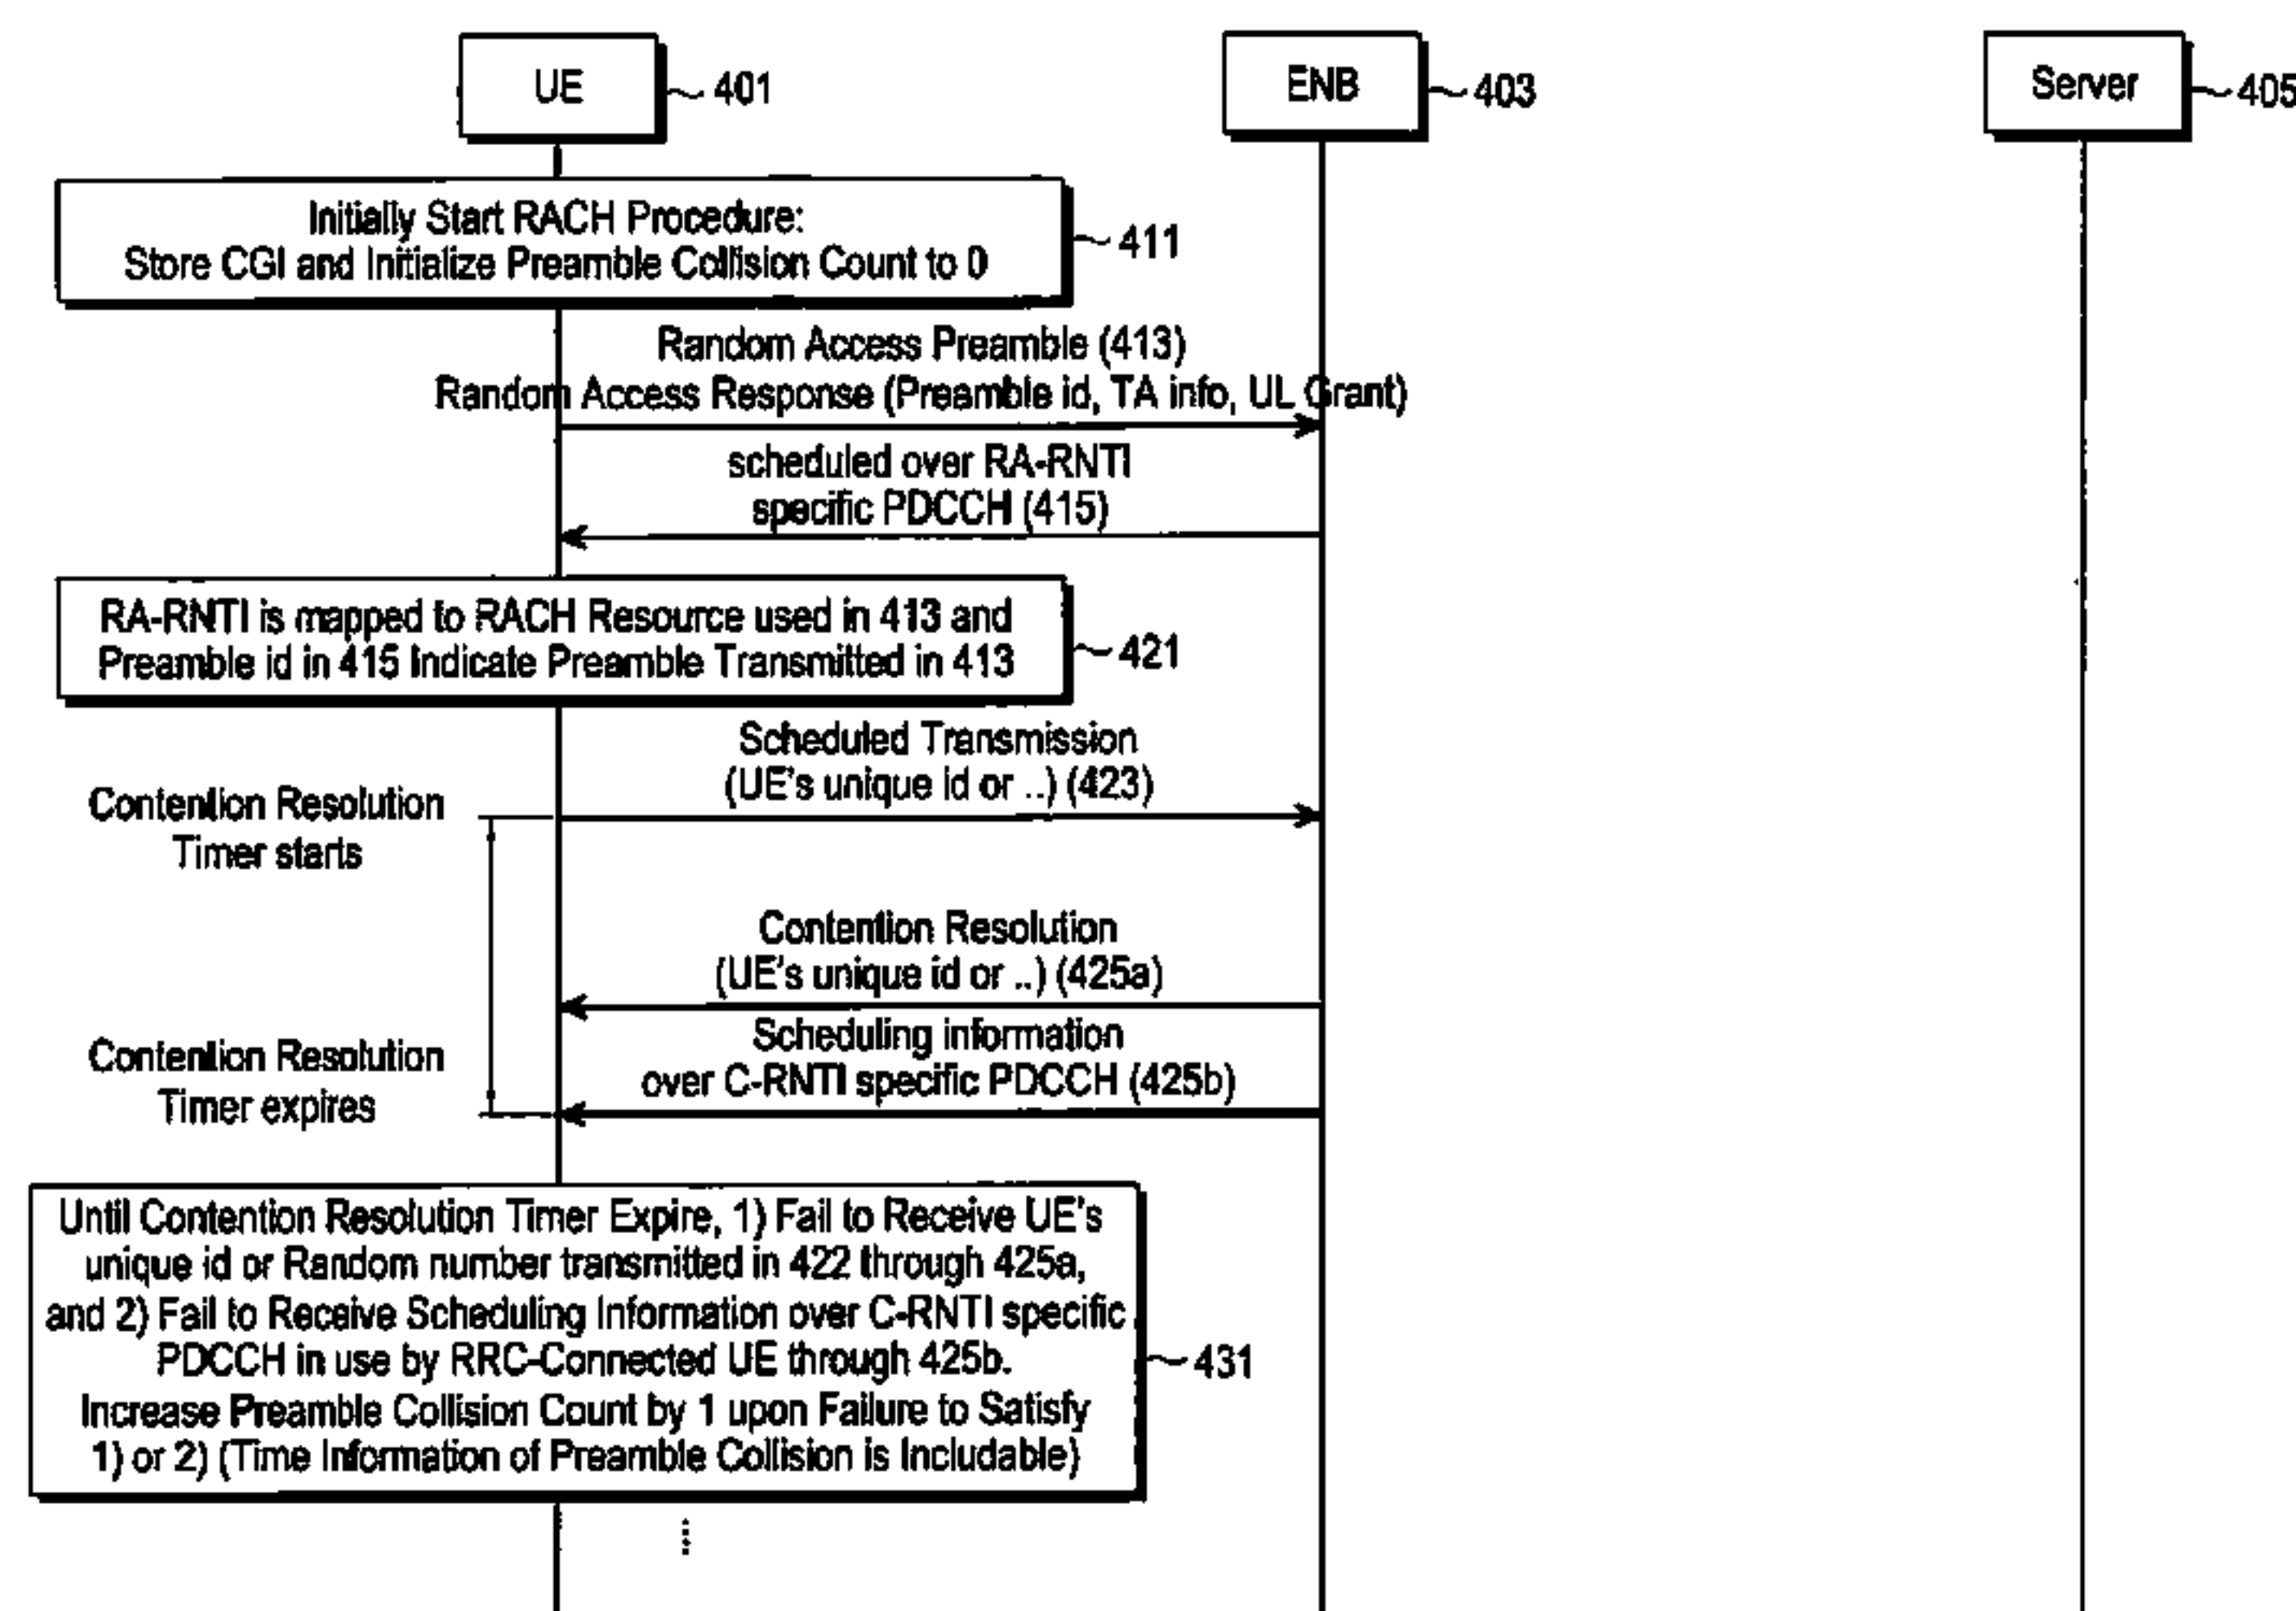 UE
401
ENB
403
Server
405
Initially Start RACH Procedure:
Store CGI and Initialize Preamble Collision Count to 0
411
Random Access Preamble (413)
Random Access Response (Preamble id, TA info, UL Grant)
scheduled over RA-RNTI
specific PDCCH (415)
RA-RNTI is mapped to RACH Resource used in 413 and
Preamble id in 415 Indicate Preamble Transmitted in 413
421
Scheduled Transmission
(UE's unique id or ..) (423)
Contention Resolution
Timer starts
Contention Resolution
(UE's unique id or ..) (425a)
Scheduling information
over C-RNTI specific PDCCH (425b)
Contention Resolution
Timer expires
Until Contention Resolution Timer Expire, 1) Fail to Receive UE's
unique id or Random number transmitted in 422 through 425a,
and 2) Fail to Receive Scheduling Information over C-RNTI specific
PDCCH in use by RRC-Connected UE through 425b.
Increase Preamble Collision Count by 1 upon Failure to Satisfy
1) or 2) (Time Information of Preamble Collision is Includable)
431